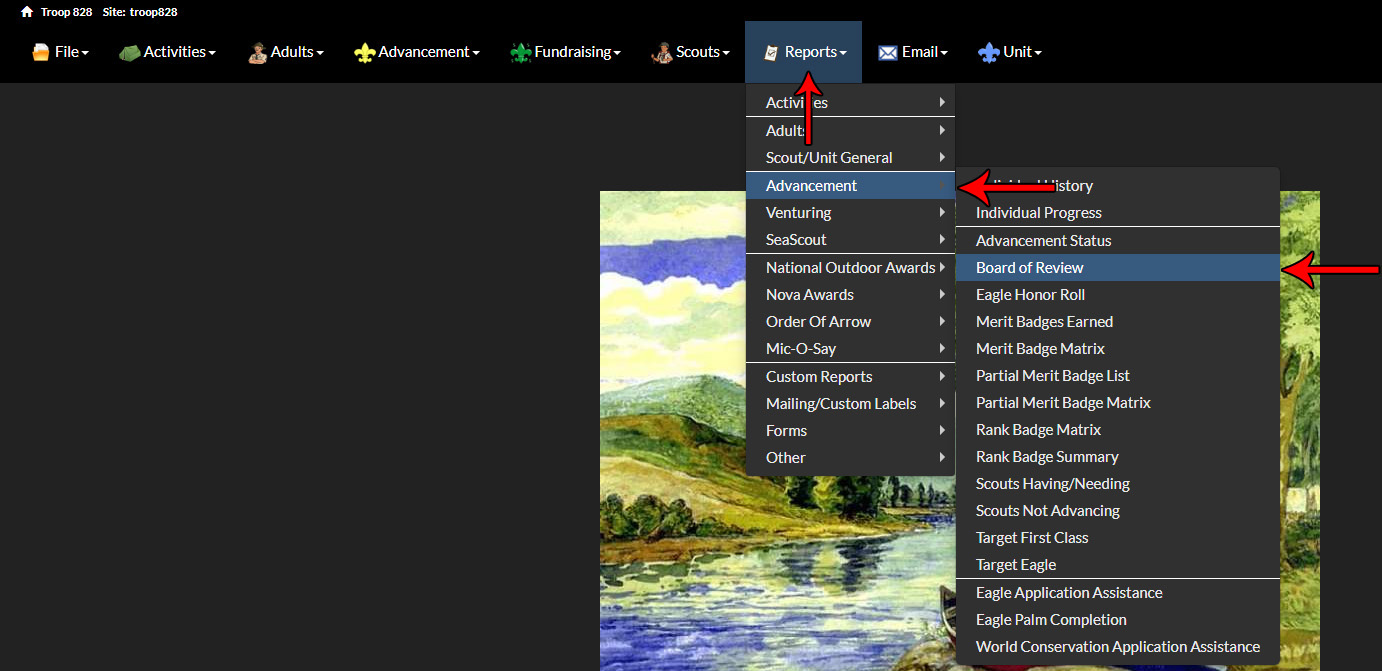 Troop 828 Site: troop828
File Activities Adults Advancement Fundraising Scouts Reports Email Unit
Activities
Adults
Scout/Unit General
Advancement
Venturing
SeaScout
National Outdoor Awards
Nova Awards
Order Of Arrow
Mic-O-Say
Custom Reports
Mailing/Custom Labels
Forms
Other
Individual History
Individual Progress
Advancement Status
Board of Review
Eagle Honor Roll
Merit Badges Earned
Merit Badge Matrix
Partial Merit Badge List
Partial Merit Badge Matrix
Rank Badge Matrix
Rank Badge Summary
Scouts Having/Needing
Scouts Not Advancing
Target First Class
Target Eagle
Eagle Application Assistance
Eagle Palm Completion
World Conservation Application Assistance